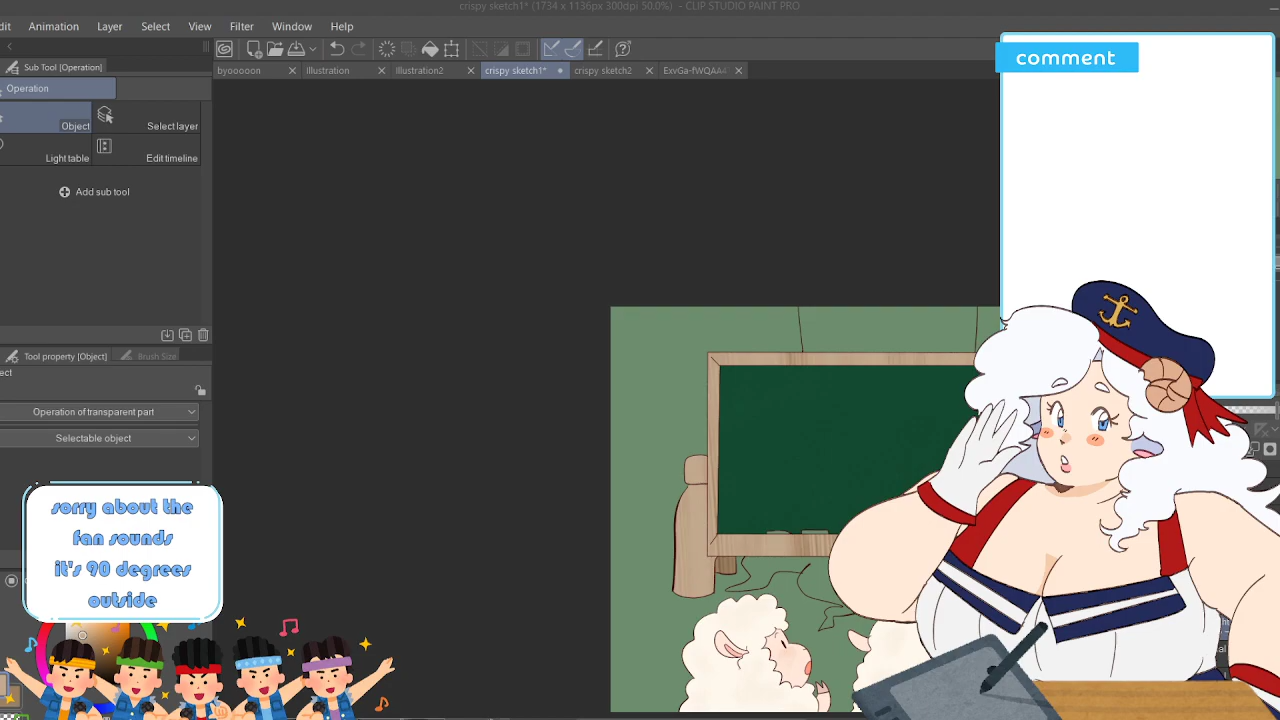 crispy sketch1* (1734 x 1136px 300dpi 50.0%) - CLIP STUDIO PAINT PRO
dit Animation Layer Select View Filter Window Help
Sub Tool [Operation]
byooooon Illustration Illustration2 crispy sketch1* crispy sketch2 ExvGa-fWQAA4
Operation
Object Select layer
Light table Edit timeline
Add sub tool
Tool property [Object] Brush Size
ect
Operation of transparent part
Selectable object
sorry about the
fan sounds
it's 90 degrees
outside
comment